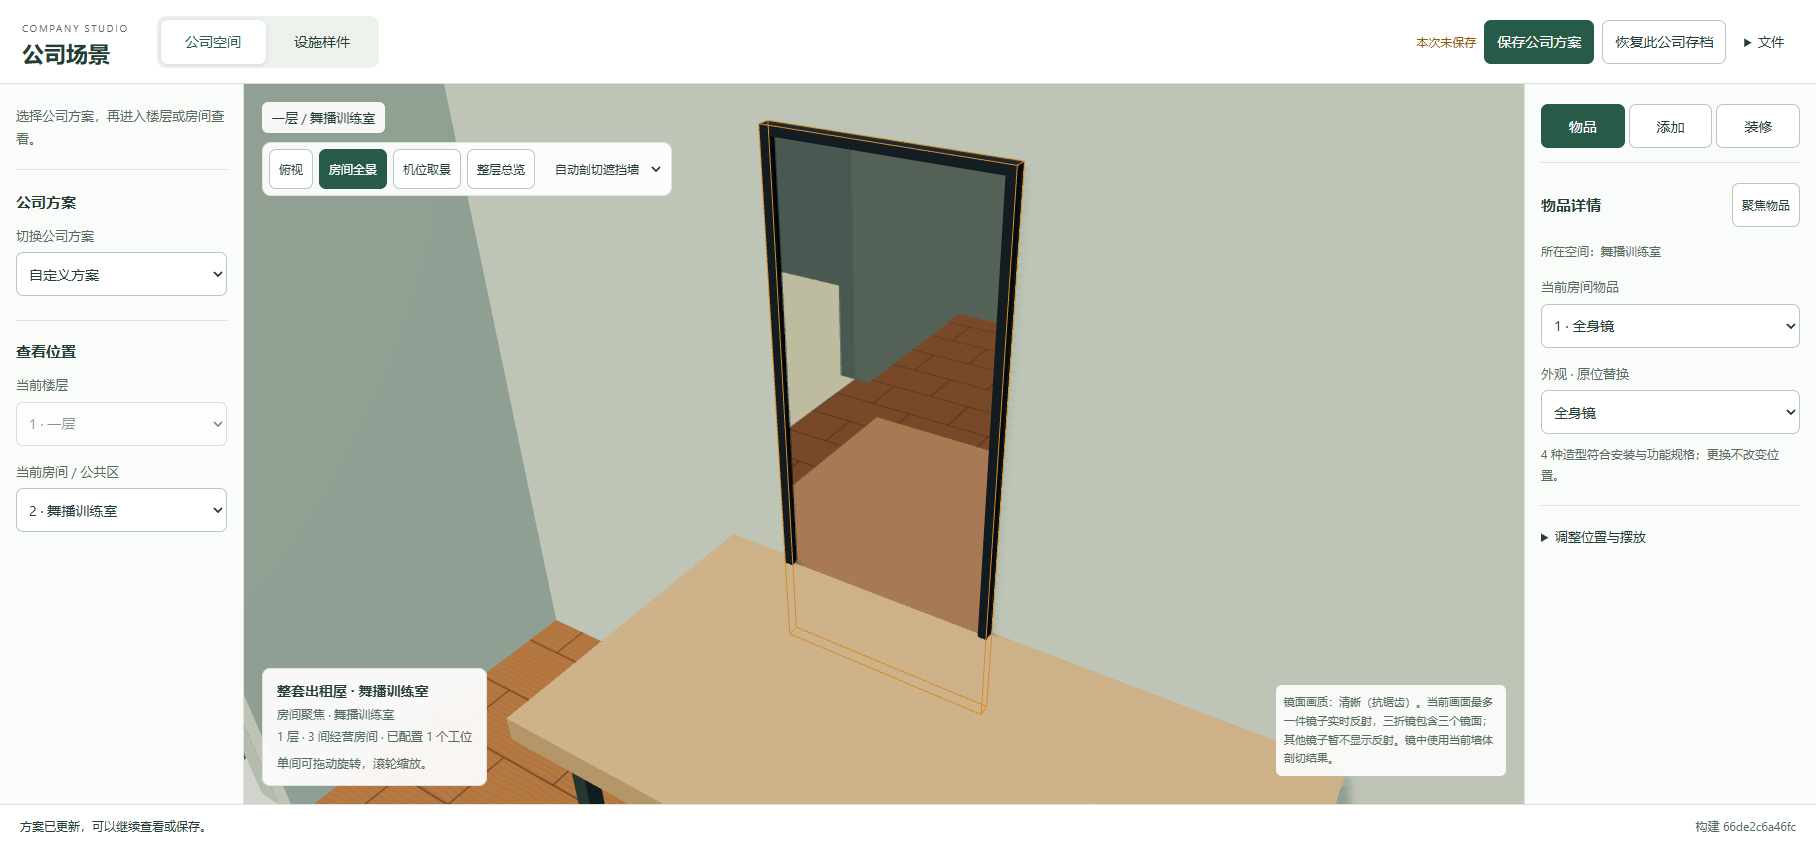 COMPANY STUDIO
公司场景
公司空间
设施样件
本次未保存
保存公司方案
恢复此公司存档
文件
选择公司方案，再进入楼层或房间查
看。
公司方案
切换公司方案
自定义方案
查看位置
当前楼层
1 · 一层
当前房间 / 公共区
2 · 舞播训练室
一层 / 舞播训练室
俯视
房间全景
机位取景
整层总览
自动剖切遮挡墙
整套出租屋 · 舞播训练室
房间聚焦 · 舞播训练室
1 层 · 3 间经营房间 · 已配置 1 个工位
单间可拖动旋转，滚轮缩放。
镜面画质：清晰（抗锯齿）。当前画面最多
一件镜子实时反射，三折镜包含三个镜面；
其他镜子暂不显示反射。镜中使用当前墙体
剖切结果。
物品
添加
装修
物品详情
聚焦物品
所在空间：舞播训练室
当前房间物品
1 · 全身镜
外观 · 原位替换
全身镜
4 种造型符合安装与功能规格；更换不改变位
置。
调整位置与摆放
方案已更新，可以继续查看或保存。
构建 66de2c6a46fc